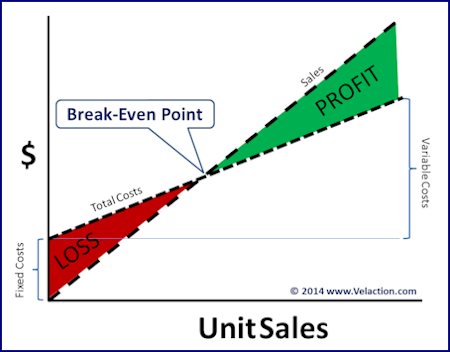 Sales
PROFIT
Break-Even Point
$
Total Costs
Variable Costs
LOSS
Fixed Costs
© 2014 www.Velaction.com
Unit Sales